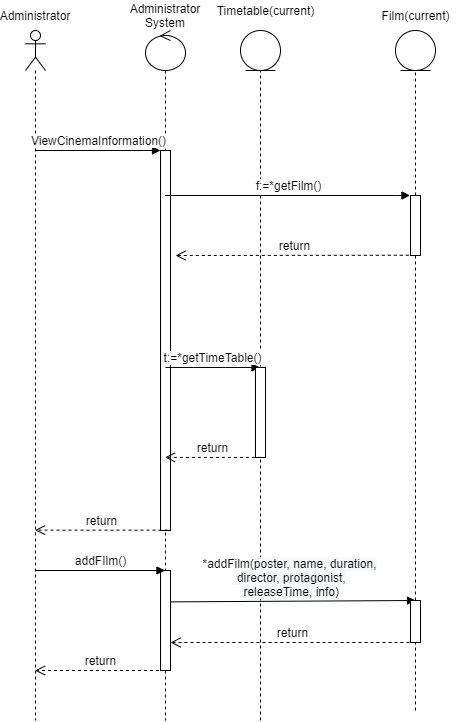 Administrator
Administrator
System
Timetable(current)
Film(current)
ViewCinemaInformation()
f:=*getFilm()
return
t:=*getTimeTable()
return
return
addFIlm()
*addFilm(poster, name, duration,
director, protagonist,
releaseTime, info)
return
return